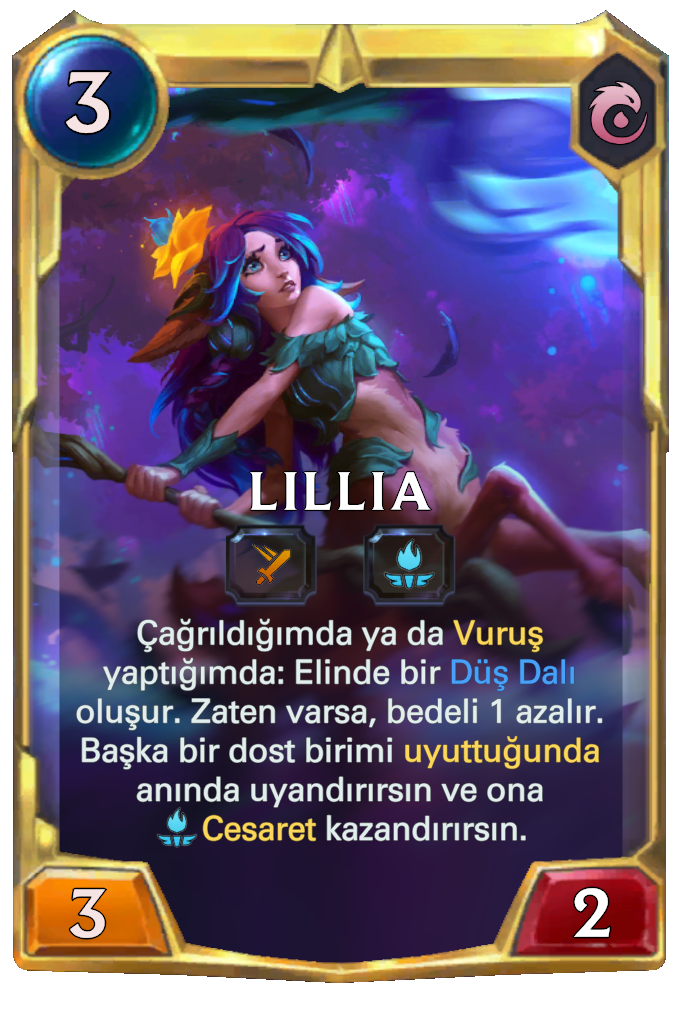 3
LILLIA
Çağrıldığımda ya da Vuruş
yaptığımda: Elinde bir Düş Dalı
oluşur. Zaten varsa, bedeli 1 azalır.
Başka bir dost birimi uyuttuğunda
anında uyandırırsın ve ona
Cesaret kazandırırsın.
3
2